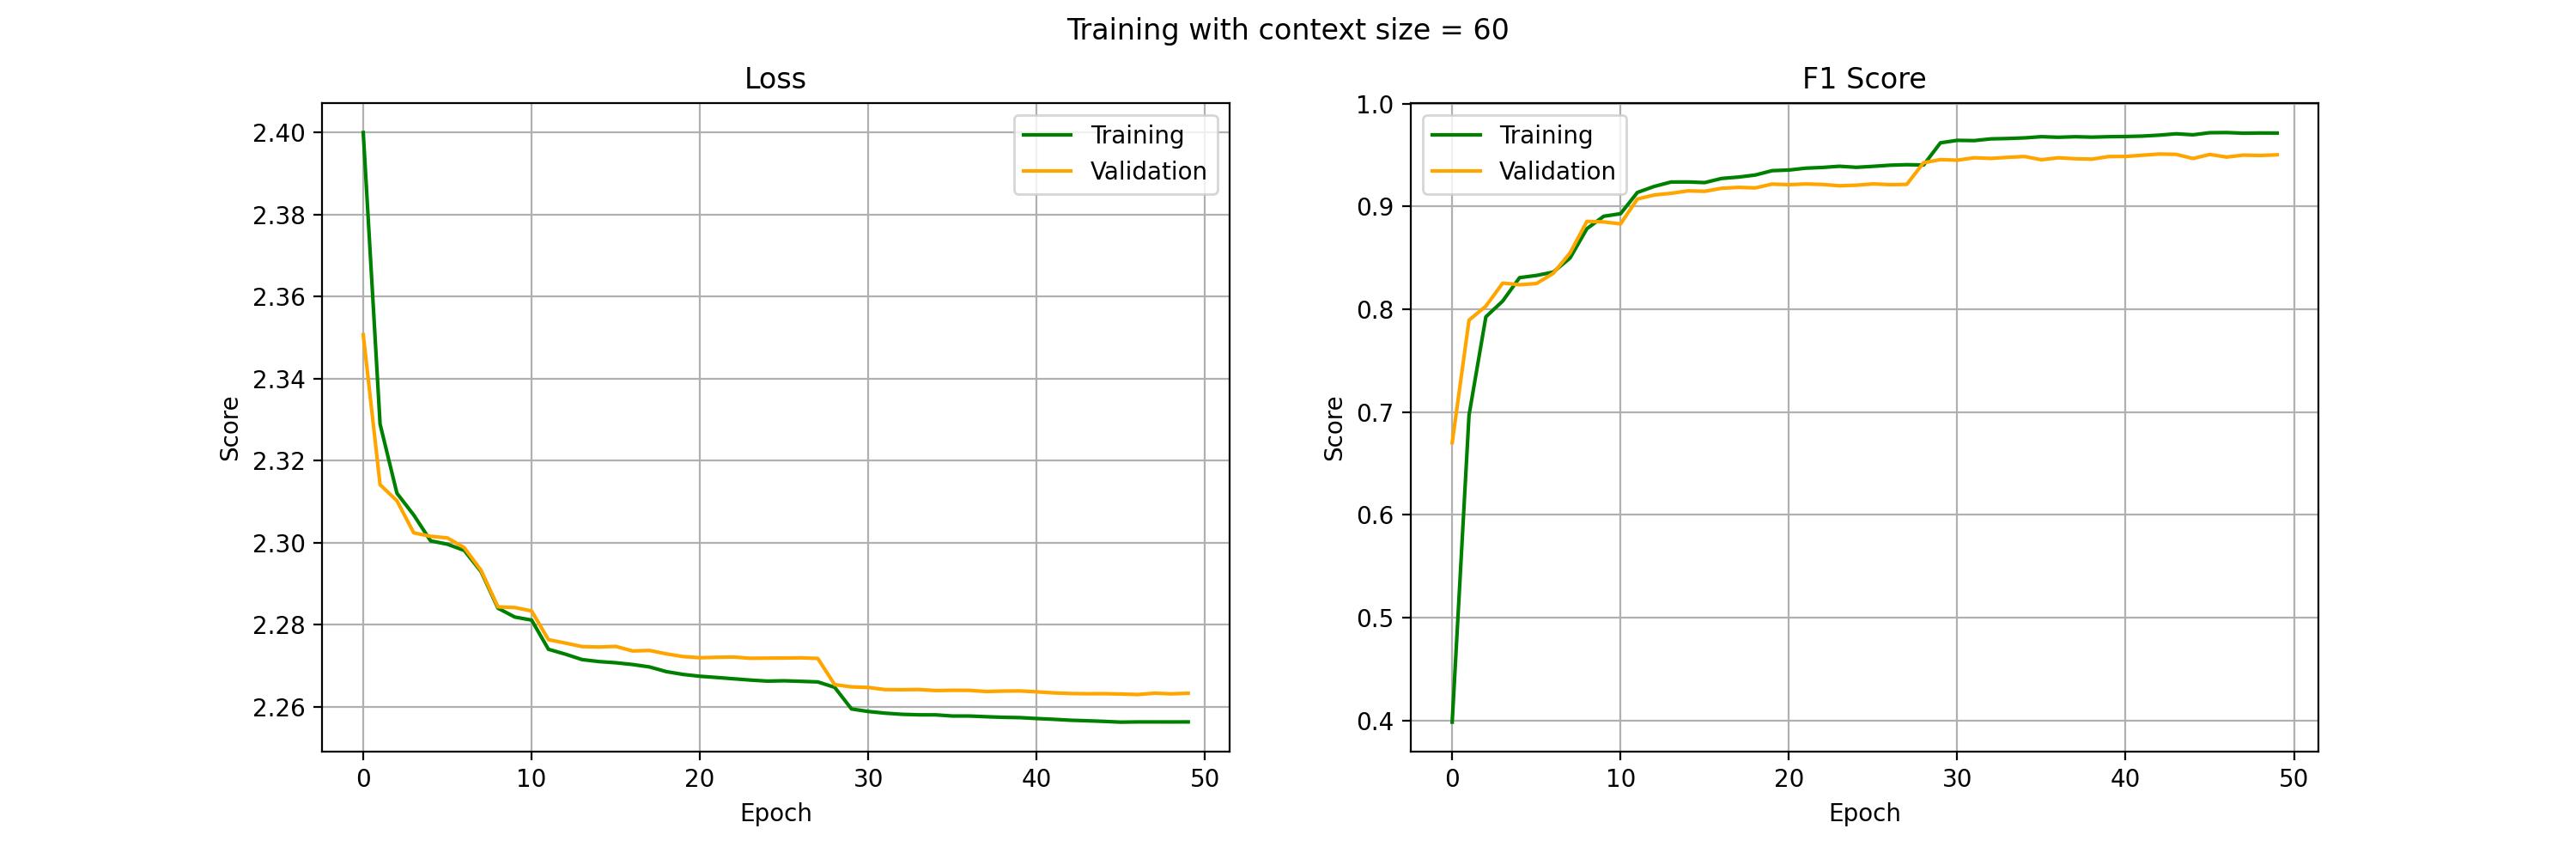 Training with context size = 60
Loss
Training
Validation
2.40
2.38
2.36
2.34
2.32
2.30
2.28
2.26
Score
0 10 20 30 40 50
Epoch
F1 Score
Training
Validation
1.0
0.9
0.8
0.7
0.6
0.5
0.4
Score
0 10 20 30 40 50
Epoch